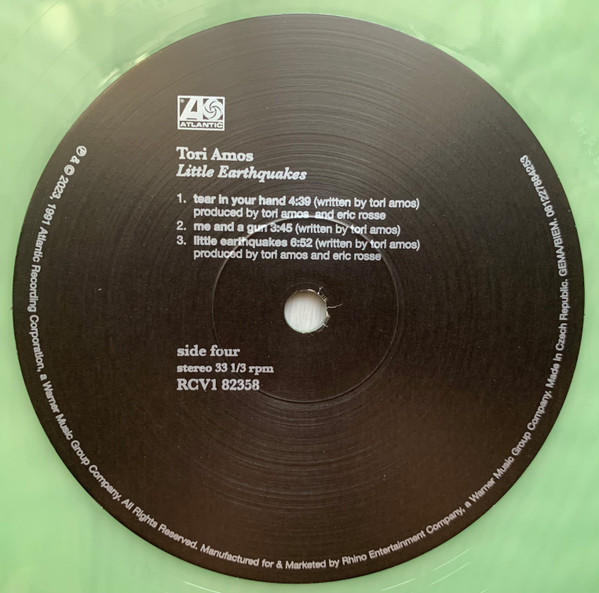 ATLANTIC
Tori Amos
Little Earthquakes
1. tear in your hand 4:39 (written by tori amos)
produced by tori amos and eric rosse
2. me and a gun 3:45 (written by tori amos)
3. little earthquakes 6:52 (written by tori amos)
produced by tori amos and eric rosse
side four
stereo 33 1/3 rpm
RCV1 82358
℗ & © 2023, 1991 Atlantic Recording Corporation, a Warner Music Group Company. All Rights Reserved. Manufactured for & Marketed by Rhino Entertainment Company, a Warner Music Group Company. Made in Czech Republic. GEMA/BIEM. 081227884253